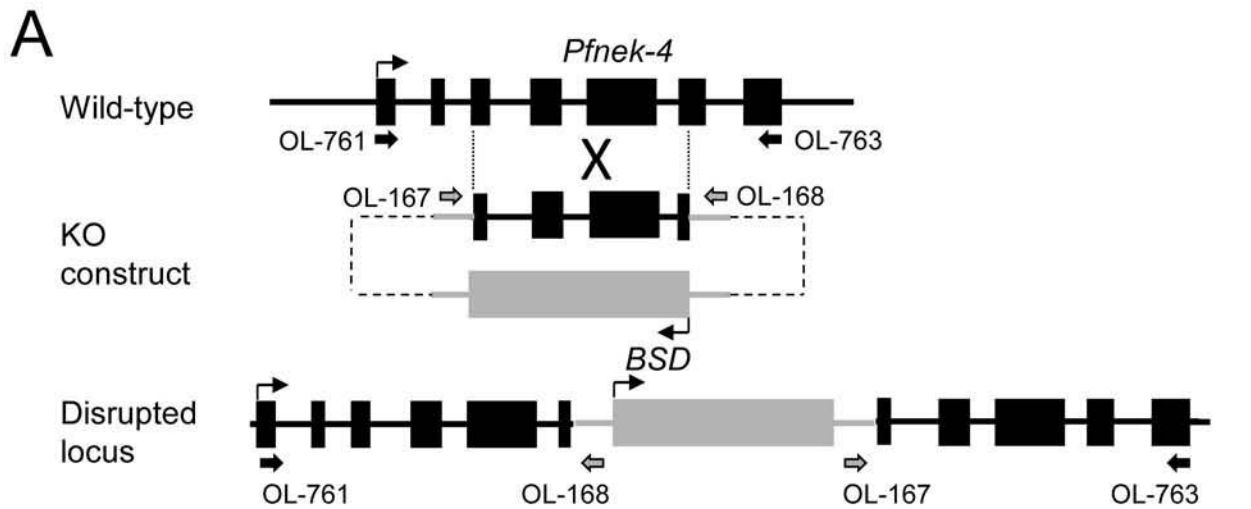 A
Pfnek-4
Wild-type
OL-761
OL-763
OL-167
OL-168
KO
construct
BSD
Disrupted
locus
OL-761
OL-168
OL-167
OL-763